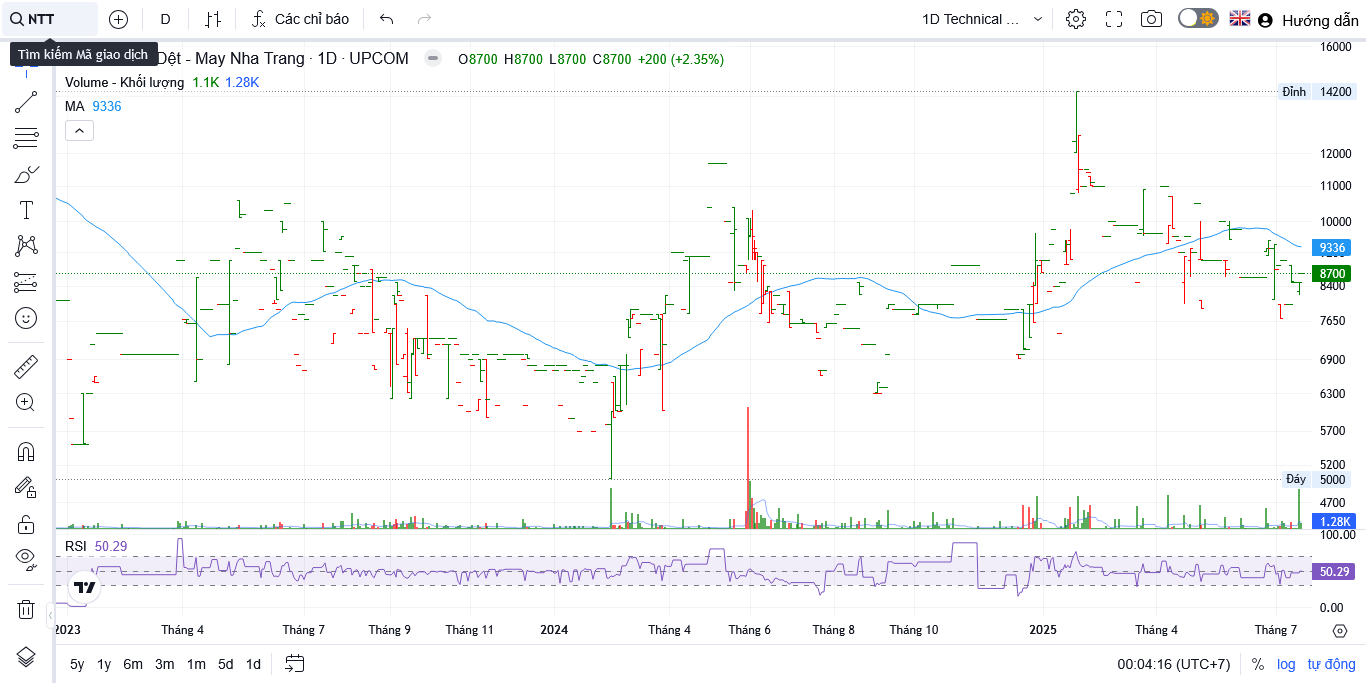 NTT
D
Các chỉ báo
1D Technical ...
Hướng dẫn
Tìm kiếm Mã giao dịch
Dệt - May Nha Trang · 1D · UPCOM
O8700 H8700 L8700 C8700 +200 (+2.35%)
Volume - Khối lượng 1.1K 1.28K
MA 9336
16000
Đỉnh 14200
12000
11000
10000
9336
8700
8400
7650
6900
6300
5700
5200
Đáy 5000
4700
1.28K
100.00
RSI 50.29
50.29
0.00
2023 Tháng 4 Tháng 7 Tháng 9 Tháng 11 2024 Tháng 4 Tháng 6 Tháng 8 Tháng 10 2025 Tháng 4 Tháng 7
5y 1y 6m 3m 1m 5d 1d
00:04:16 (UTC+7) % log tự động